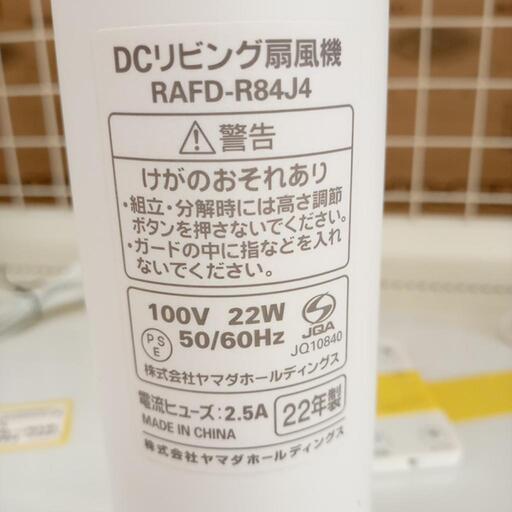 DCリビング扇風機
RAFD-R84J4
警告
けがのおそれあり
・組立・分解時には高さ調節
ボタンを押さないでください。
・ガードの中に指などを入れ
ないでください。
100V 22W
50/60Hz
PSE
JQA
JQ10840
株式会社ヤマダホールディングス
電流ヒューズ:2.5A
22年製
MADE IN CHINA
株式会社ヤマダホールディングス